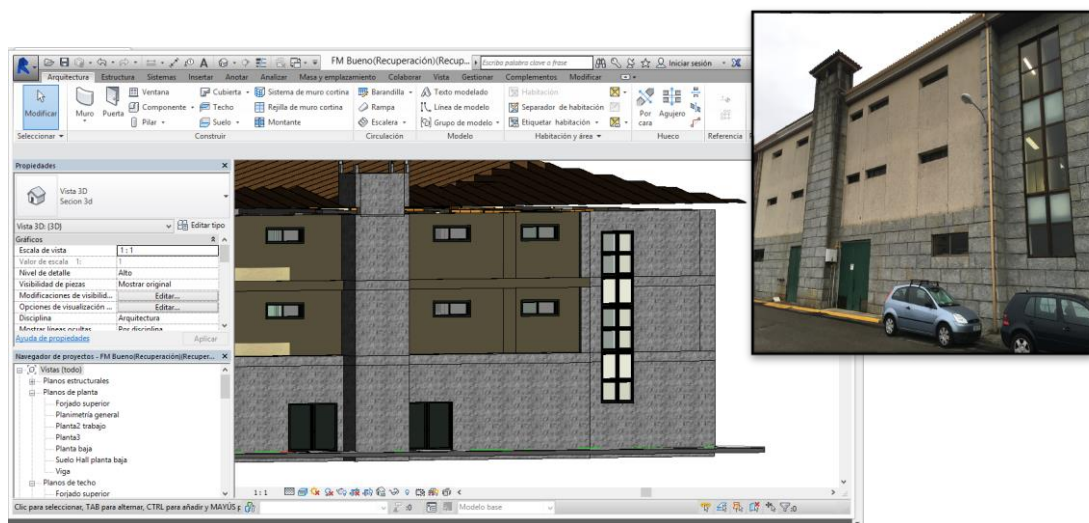 FM Bueno(Recuperación)(Recup...
Escriba palabra clave o frase
Iniciar sesión
Arquitectura Estructura Sistemas Insertar Anotar Analizar Masa y emplazamiento Colaborar Vista Gestionar Complementos Modificar
Modificar
Muro
Puerta
Ventana
Componente
Pilar
Cubierta
Techo
Suelo
Sistema de muro cortina
Rejilla de muro cortina
Montante
Barandilla
Rampa
Escalera
Texto modelado
Línea de modelo
Grupo de modelo
Habitación
Separador de habitación
Etiquetar habitación
Por cara
Agujero
Seleccionar
Construir
Circulación
Modelo
Habitación y área
Hueco
Referencia
Propiedades
Vista 3D
Secion 3d
Vista 3D: {3D}
Editar tipo
Gráficos
Escala de vista 1 : 1
Valor de escala 1: 1
Nivel de detalle Alto
Visibilidad de piezas Mostrar original
Modificaciones de visibilid... Editar...
Opciones de visualización ... Editar...
Disciplina Arquitectura
Mostrar líneas ocultas Por disciplina
Ayuda de propiedades
Aplicar
Navegador de proyectos - FM Bueno(Recuperación)(Recuper...
Vistas (todo)
Planos estructurales
Planos de planta
Forjado superior
Planimetría general
Planta2 trabajo
Planta3
Planta baja
Suelo Hall planta baja
Viga
Planos de techo
Forjado superior
1 : 1
Clic para seleccionar, TAB para alternar, CTRL para añadir y MAYÚS p
:0
Modelo base
:0